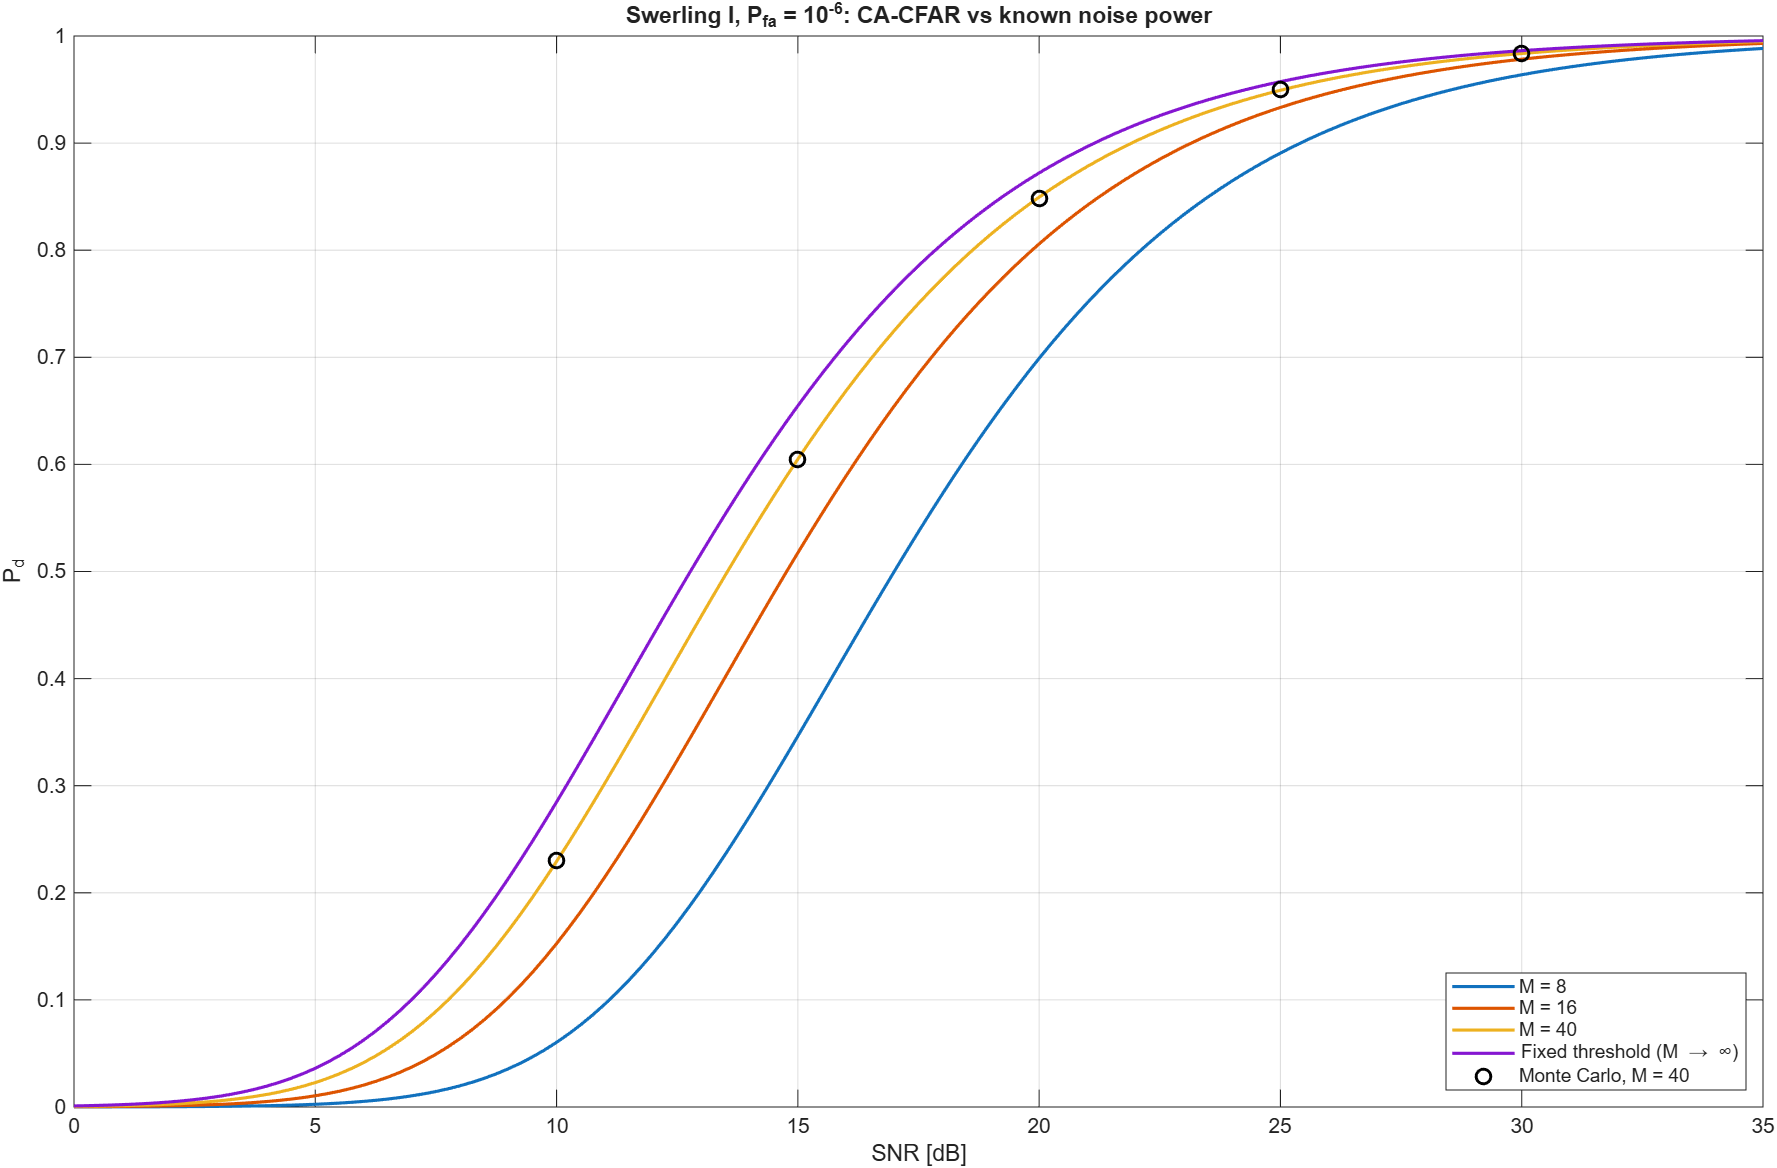 Swerling I, P_fa = 10^-6: CA-CFAR vs known noise power
1
0.9
0.8
0.7
0.6
0.5
0.4
0.3
0.2
0.1
0
P_d
0 5 10 15 20 25 30 35
SNR [dB]
M = 8
M = 16
M = 40
Fixed threshold (M → ∞)
Monte Carlo, M = 40